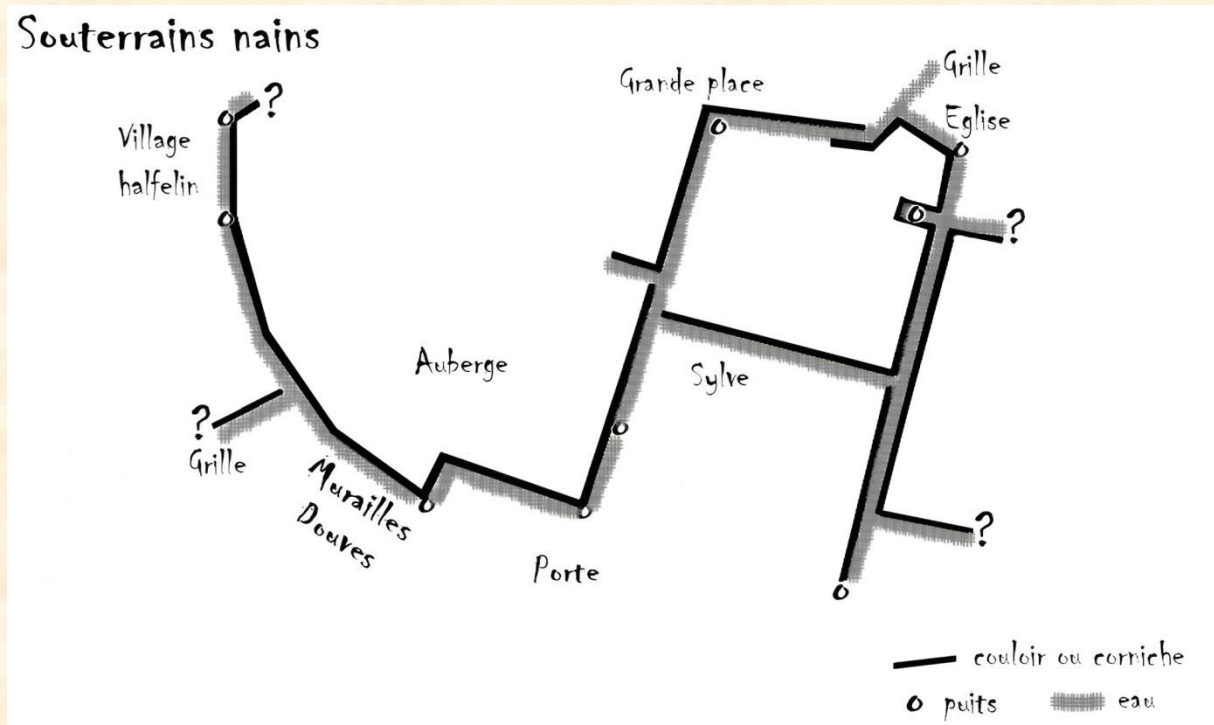 Souterrains nains
Grille
Grande place
?
Eglise
Village
halfelin
?
Auberge
Sylve
?
Grille
Murailles
Douves
?
Porte
couloir ou corniche
puits
eau